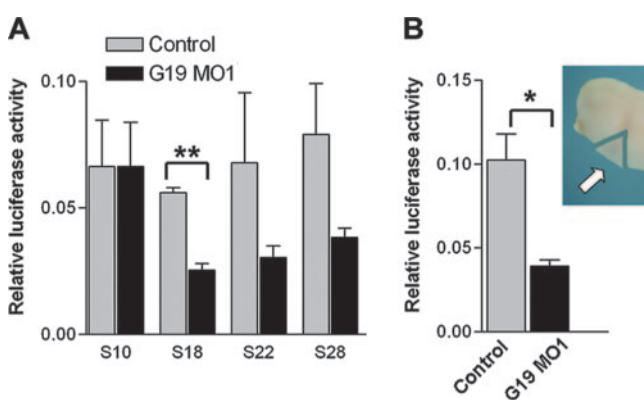 A
Control
G19 MO1
Relative luciferase activity
0.10
0.05
0.00
**
S10 S18 S22 S28
B
Relative luciferase activity
0.15
0.10
0.05
0.00
*
Control
G19 MO1